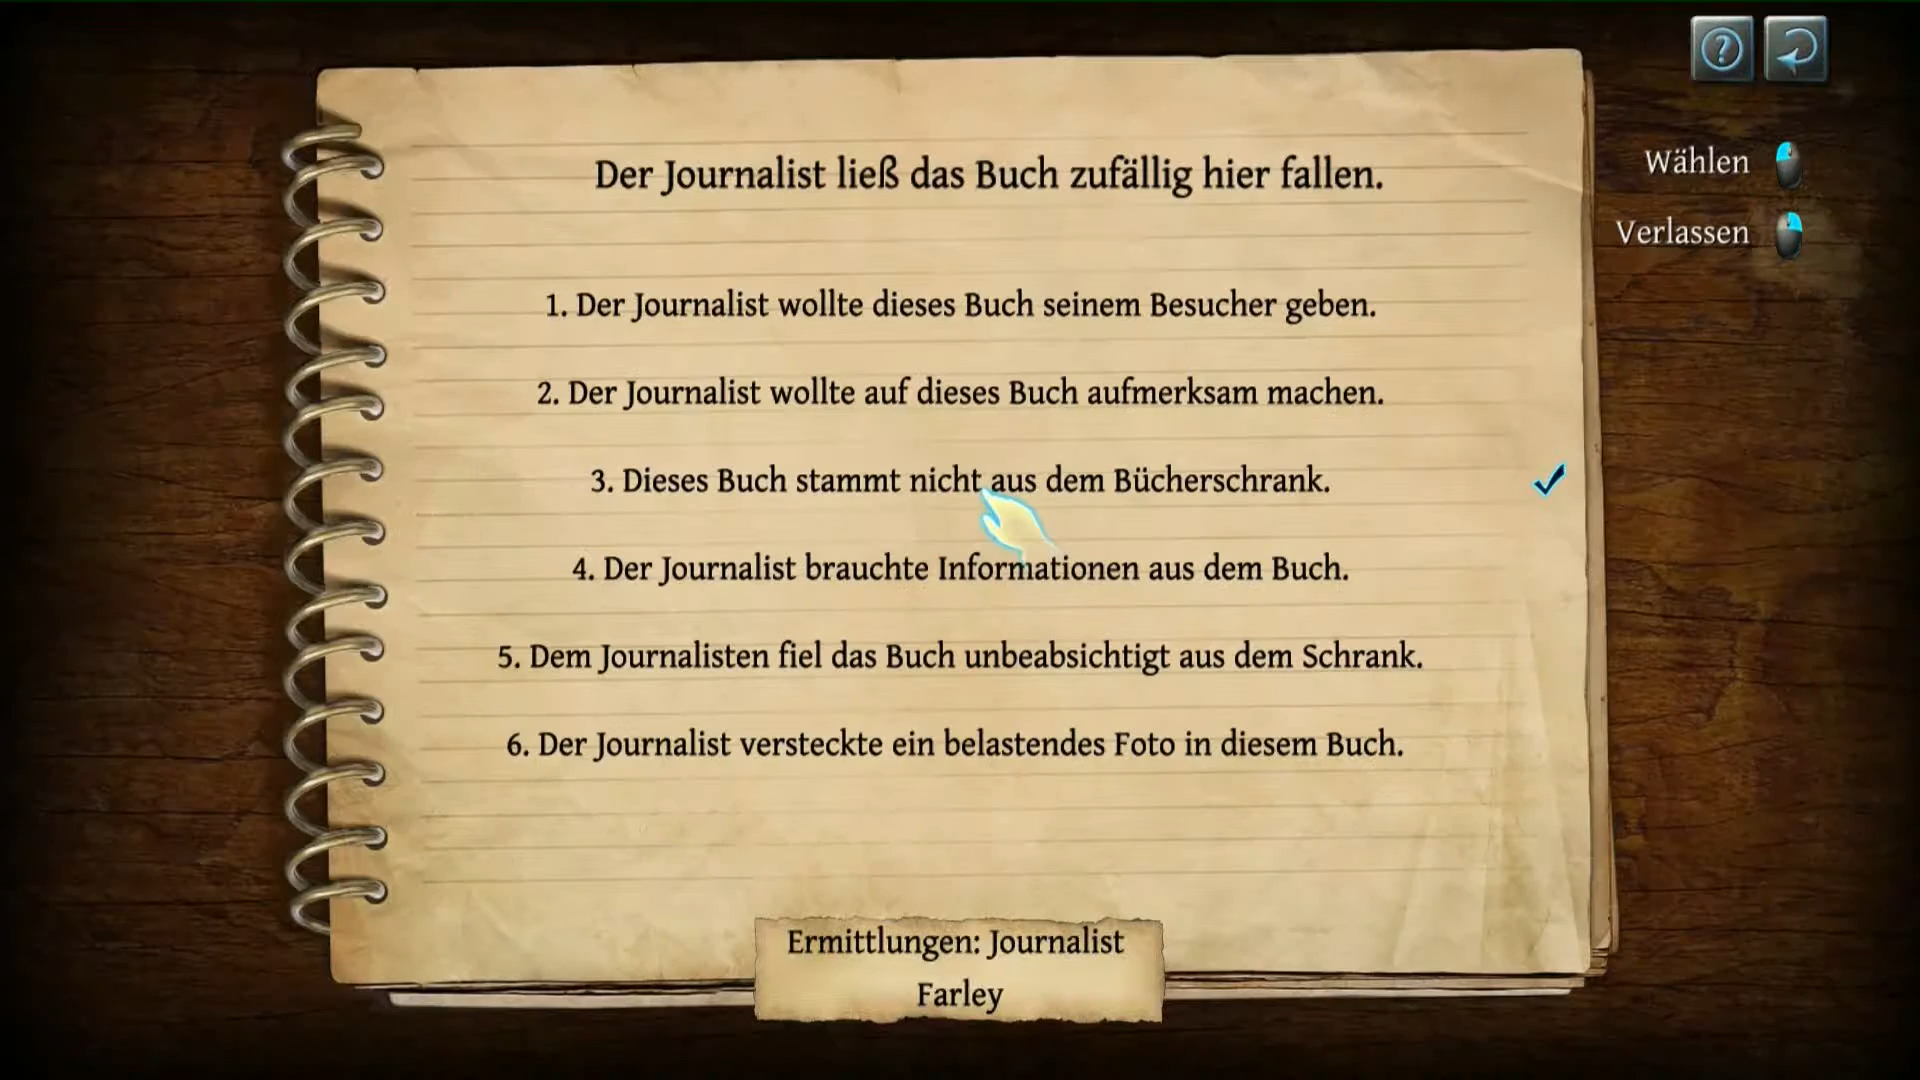 Der Journalist ließ das Buch zufällig hier fallen.
Wählen
Verlassen
1. Der Journalist wollte dieses Buch seinem Besucher geben.
2. Der Journalist wollte auf dieses Buch aufmerksam machen.
3. Dieses Buch stammt nicht aus dem Bücherschrank.
4. Der Journalist brauchte Informationen aus dem Buch.
5. Dem Journalisten fiel das Buch unbeabsichtigt aus dem Schrank.
6. Der Journalist versteckte ein belastendes Foto in diesem Buch.
Ermittlungen: Journalist
Farley